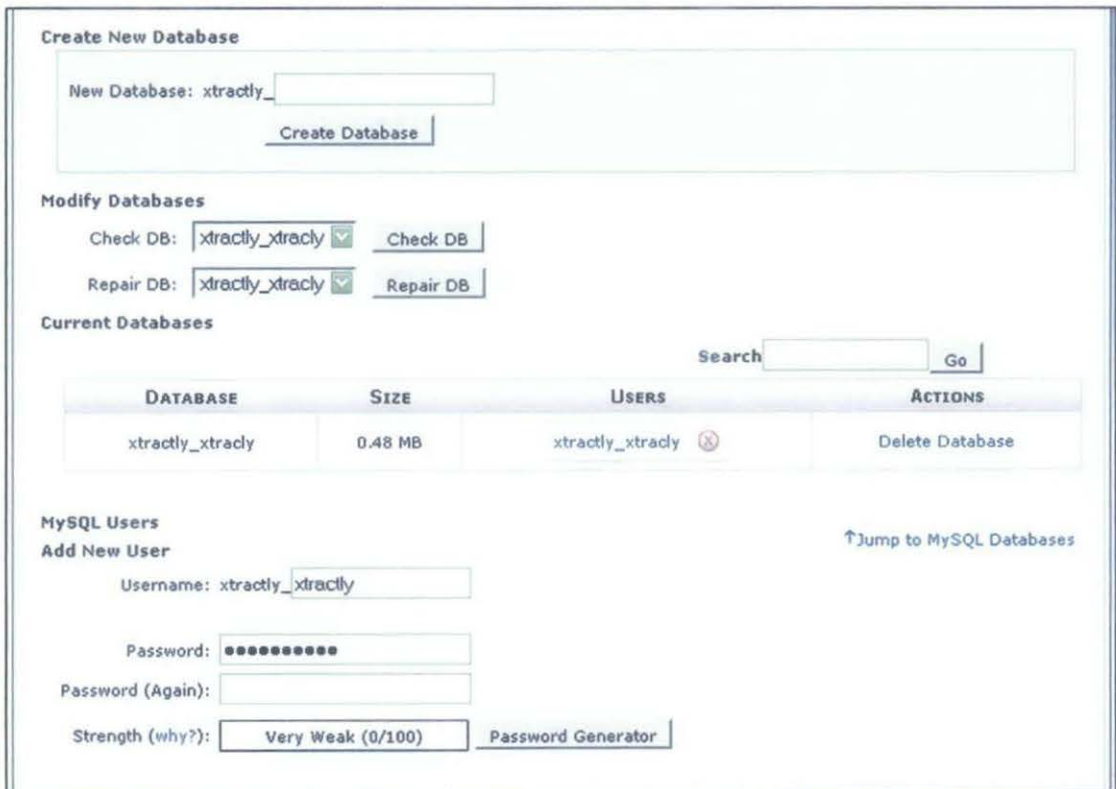 Create New Database
New Database: xtractly_
Create Database
Modify Databases
Check DB: xtractly_xtracly Check DB
Repair DB: xtractly_xtracly Repair DB
Current Databases
Search Go
DATABASE SIZE USERS ACTIONS
xtractly_xtracly 0.48 MB xtractly_xtracly Delete Database
MySQL Users
↑Jump to MySQL Databases
Add New User
Username: xtractly_xtractly
Password: ●●●●●●●●●●
Password (Again):
Strength (why?): Very Weak (0/100) Password Generator